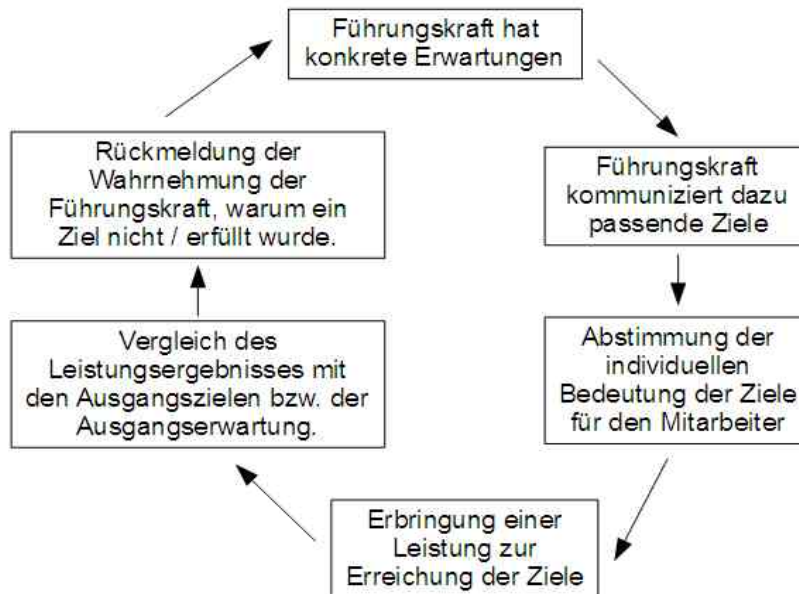 Führungskraft hat
konkrete Erwartungen
Führungskraft
kommuniziert dazu
passende Ziele
Abstimmung der
individuellen
Bedeutung der Ziele
für den Mitarbeiter
Erbringung einer
Leistung zur
Erreichung der Ziele
Vergleich des
Leistungsergebnisses mit
den Ausgangszielen bzw. der
Ausgangserwartung.
Rückmeldung der
Wahrnehmung der
Führungskraft, warum ein
Ziel nicht / erfüllt wurde.